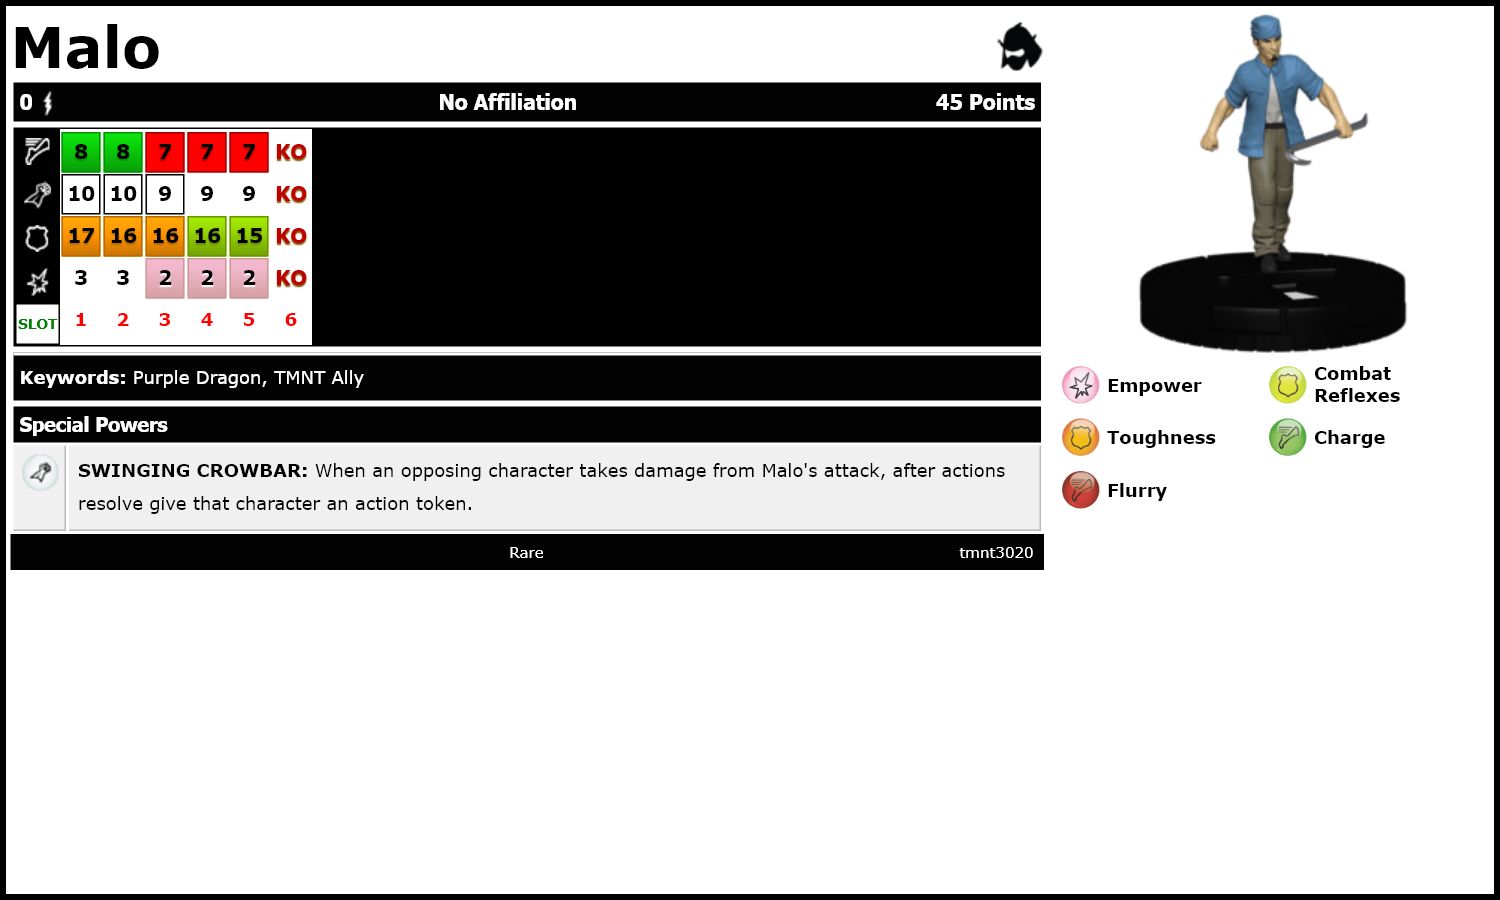 Malo
0 No Affiliation 45 Points
8 8 7 7 7 KO
10 10 9 9 9 KO
17 16 16 16 15 KO
3 3 2 2 2 KO
SLOT 1 2 3 4 5 6
Keywords: Purple Dragon, TMNT Ally
Special Powers
SWINGING CROWBAR: When an opposing character takes damage from Malo's attack, after actions
resolve give that character an action token.
Rare tmnt3020
Empower
Combat
Reflexes
Toughness
Charge
Flurry